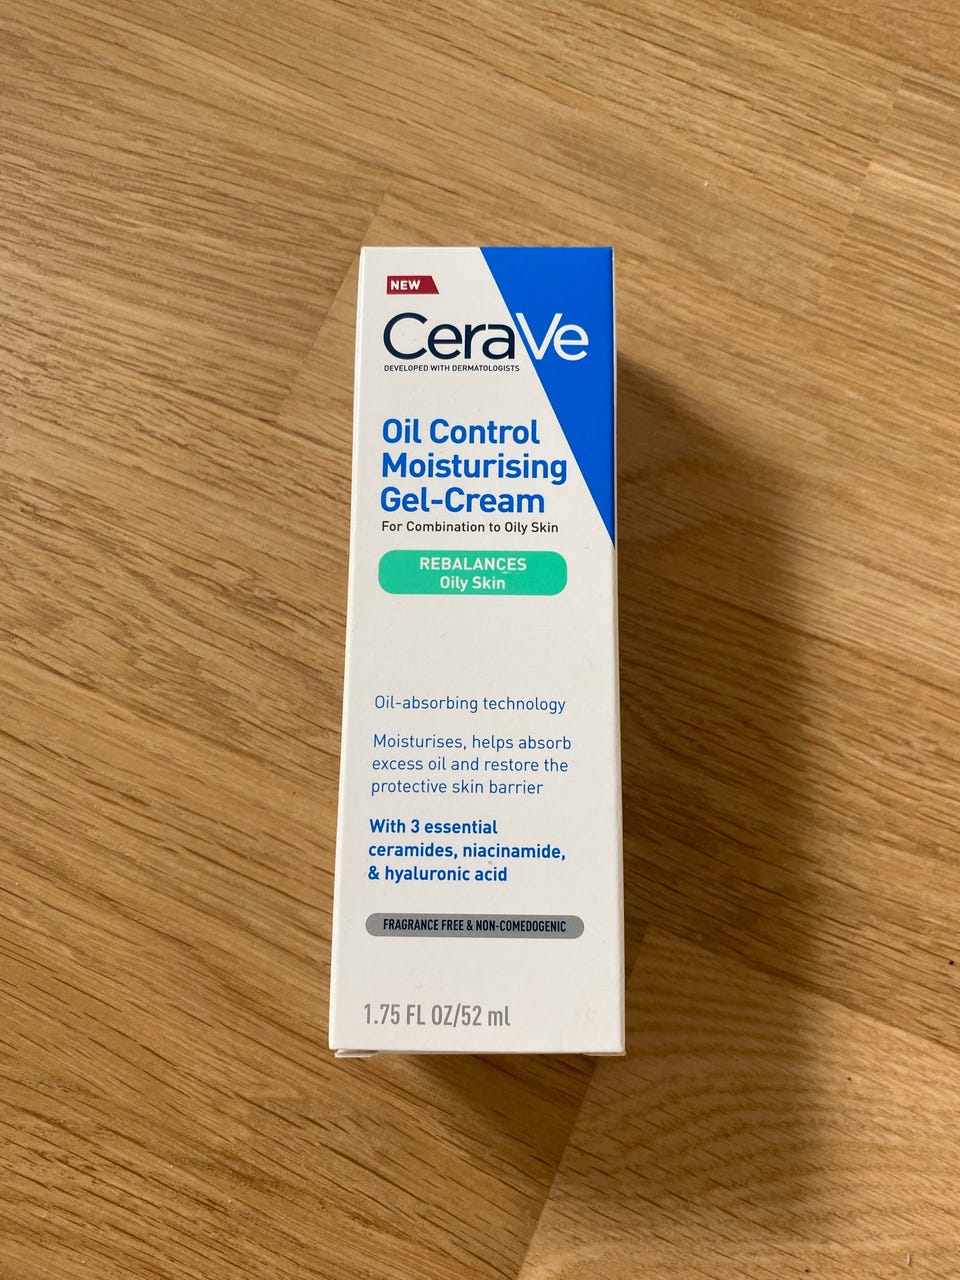 NEW
CeraVe
DEVELOPED WITH DERMATOLOGISTS
Oil Control
Moisturising
Gel-Cream
For Combination to Oily Skin
REBALANCES
Oily Skin
Oil-absorbing technology
Moisturises, helps absorb
excess oil and restore the
protective skin barrier
With 3 essential
ceramides, niacinamide,
& hyaluronic acid
FRAGRANCE FREE & NON-COMEDOGENIC
1.75 FL OZ/52 ml